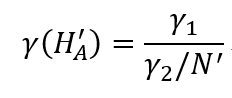 γ(H′_A) = γ₁ / (γ₂/N′)